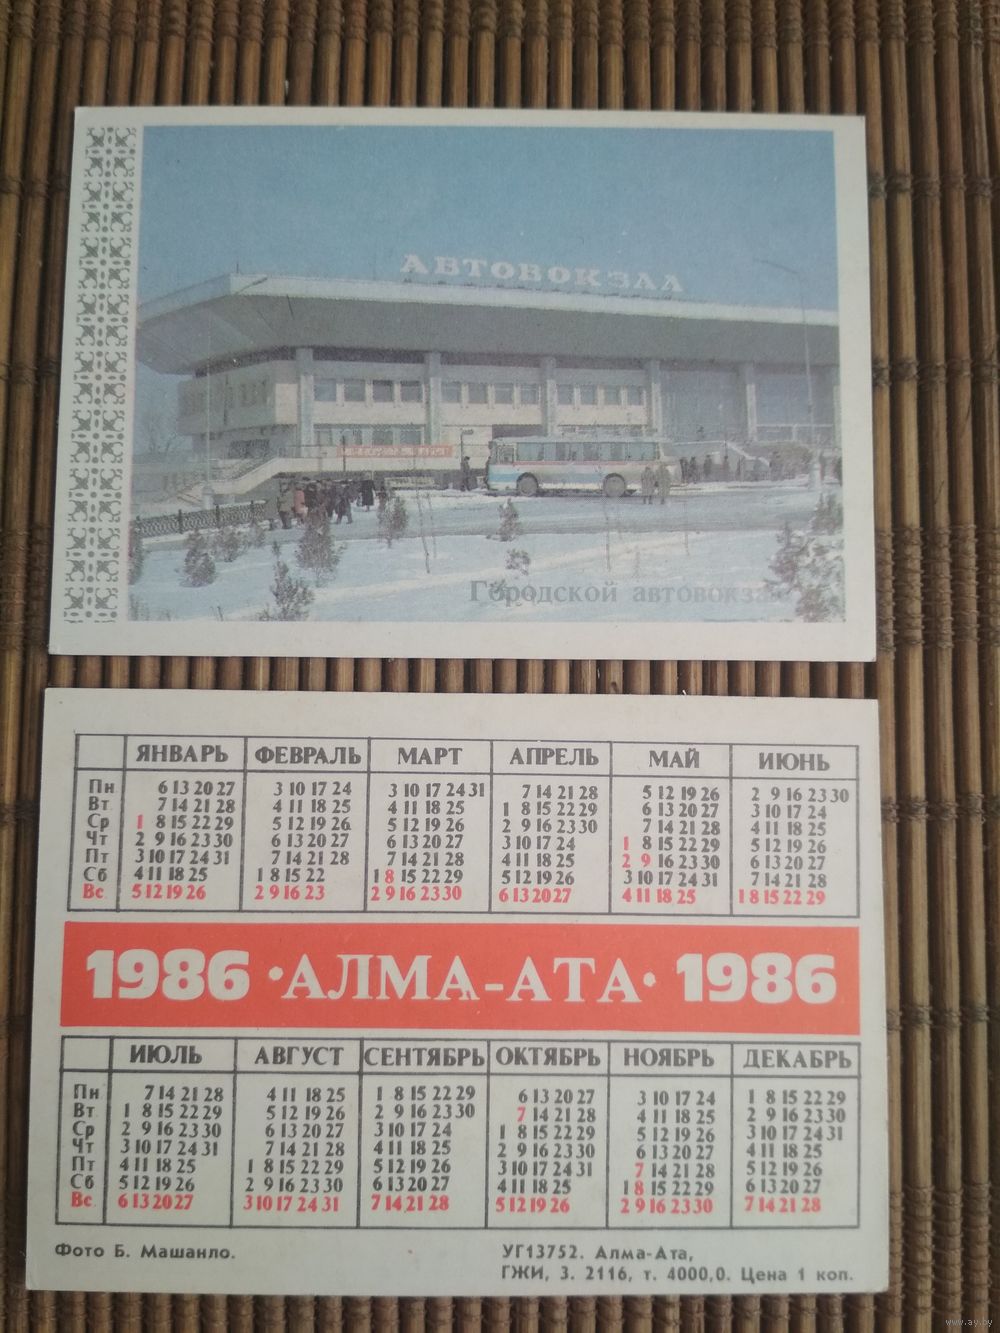 АВТОВОКЗАЛ
Городской автовокзал
ЯНВАРЬ ФЕВРАЛЬ МАРТ АПРЕЛЬ МАЙ ИЮНЬ
Пн 6 13 20 27 3 10 17 24 3 10 17 24 31 7 14 21 28 5 12 19 26 2 9 16 23 30
Вт 7 14 21 28 4 11 18 25 4 11 18 25 1 8 15 22 29 6 13 20 27 3 10 17 24
Ср 1 8 15 22 29 5 12 19 26 5 12 19 26 2 9 16 23 30 7 14 21 28 4 11 18 25
Чт 2 9 16 23 30 6 13 20 27 6 13 20 27 3 10 17 24 1 8 15 22 29 5 12 19 26
Пт 3 10 17 24 31 7 14 21 28 7 14 21 28 4 11 18 25 2 9 16 23 30 6 13 20 27
Сб 4 11 18 25 1 8 15 22 1 8 15 22 29 5 12 19 26 3 10 17 24 31 7 14 21 28
Вс 5 12 19 26 2 9 16 23 2 9 16 23 30 6 13 20 27 4 11 18 25 1 8 15 22 29
1986 •АЛМА-АТА• 1986
ИЮЛЬ АВГУСТ СЕНТЯБРЬ ОКТЯБРЬ НОЯБРЬ ДЕКАБРЬ
Пн 7 14 21 28 4 11 18 25 1 8 15 22 29 6 13 20 27 3 10 17 24 1 8 15 22 29
Вт 1 8 15 22 29 5 12 19 26 2 9 16 23 30 7 14 21 28 4 11 18 25 2 9 16 23 30
Ср 2 9 16 23 30 6 13 20 27 3 10 17 24 1 8 15 22 29 5 12 19 26 3 10 17 24 31
Чт 3 10 17 24 31 7 14 21 28 4 11 18 25 2 9 16 23 30 6 13 20 27 4 11 18 25
Пт 4 11 18 25 1 8 15 22 29 5 12 19 26 3 10 17 24 31 7 14 21 28 5 12 19 26
Сб 5 12 19 26 2 9 16 23 30 6 13 20 27 4 11 18 25 1 8 15 22 29 6 13 20 27
Вс 6 13 20 27 3 10 17 24 31 7 14 21 28 5 12 19 26 2 9 16 23 30 7 14 21 28
Фото Б. Машанло.
УГ13752. Алма-Ата,
ГЖИ, З. 2116, т. 4000,0. Цена 1 коп.
www.ay.by